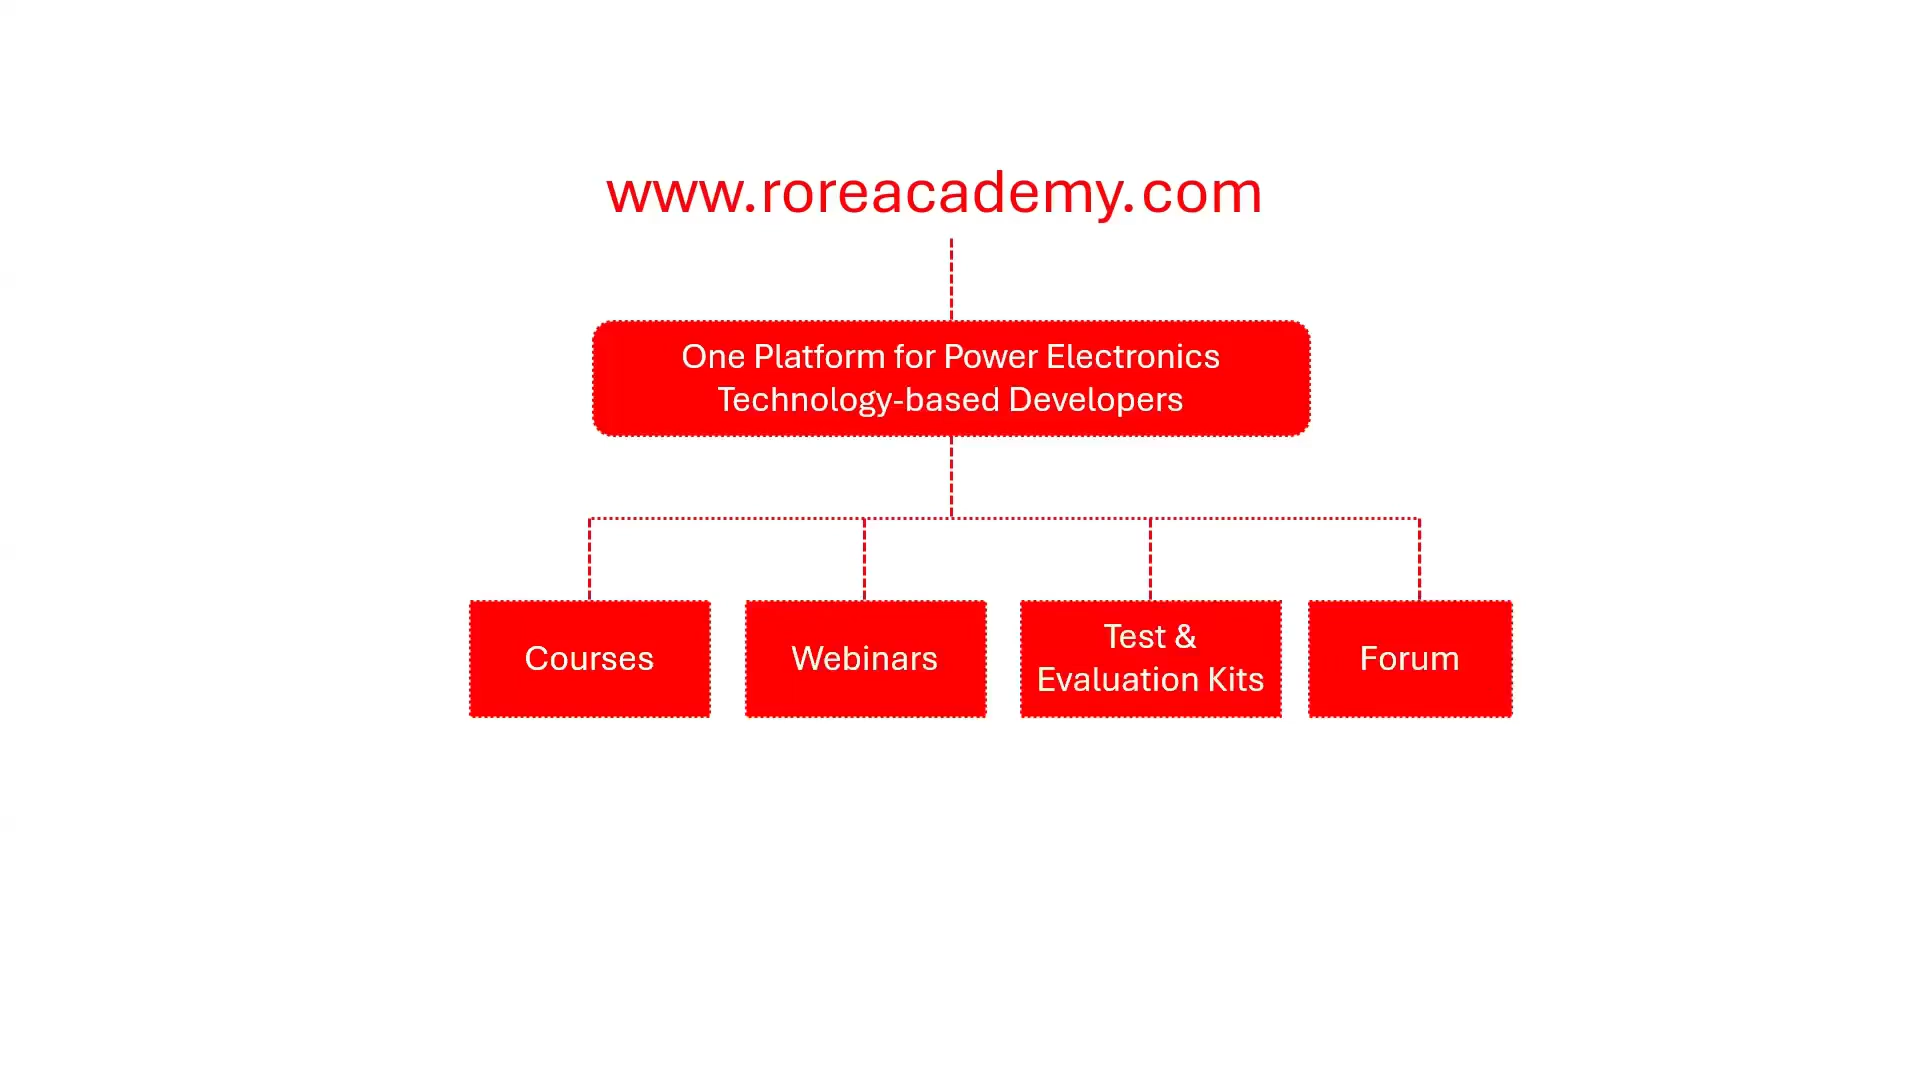 www.roreacademy.com
One Platform for Power Electronics
Technology-based Developers
Courses
Webinars
Test &
Evaluation Kits
Forum